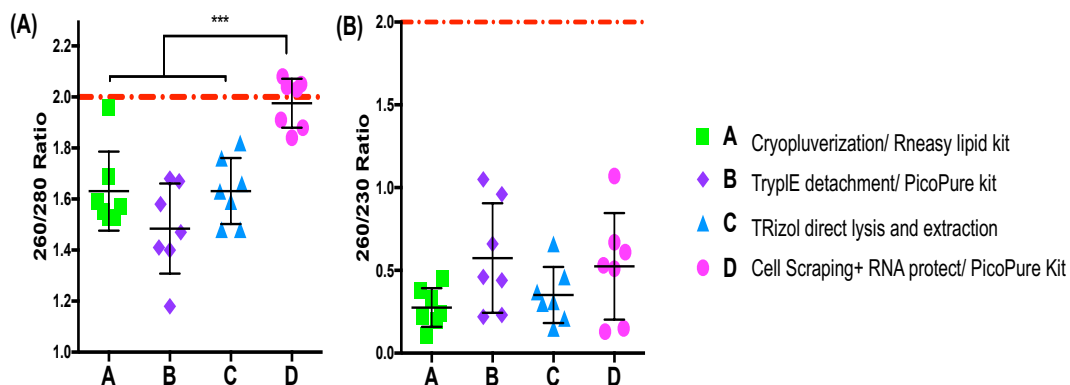 (A)
***
2.2
2.0
1.8
1.6
1.4
1.2
1.0
260/280 Ratio
A B C D
(B)
2.0
1.5
1.0
0.5
0.00
260/230 Ratio
A B C D
A Cryopluverization/ Rneasy lipid kit
B TryplE detachment/ PicoPure kit
C TRizol direct lysis and extraction
D Cell Scraping+ RNA protect/ PicoPure Kit